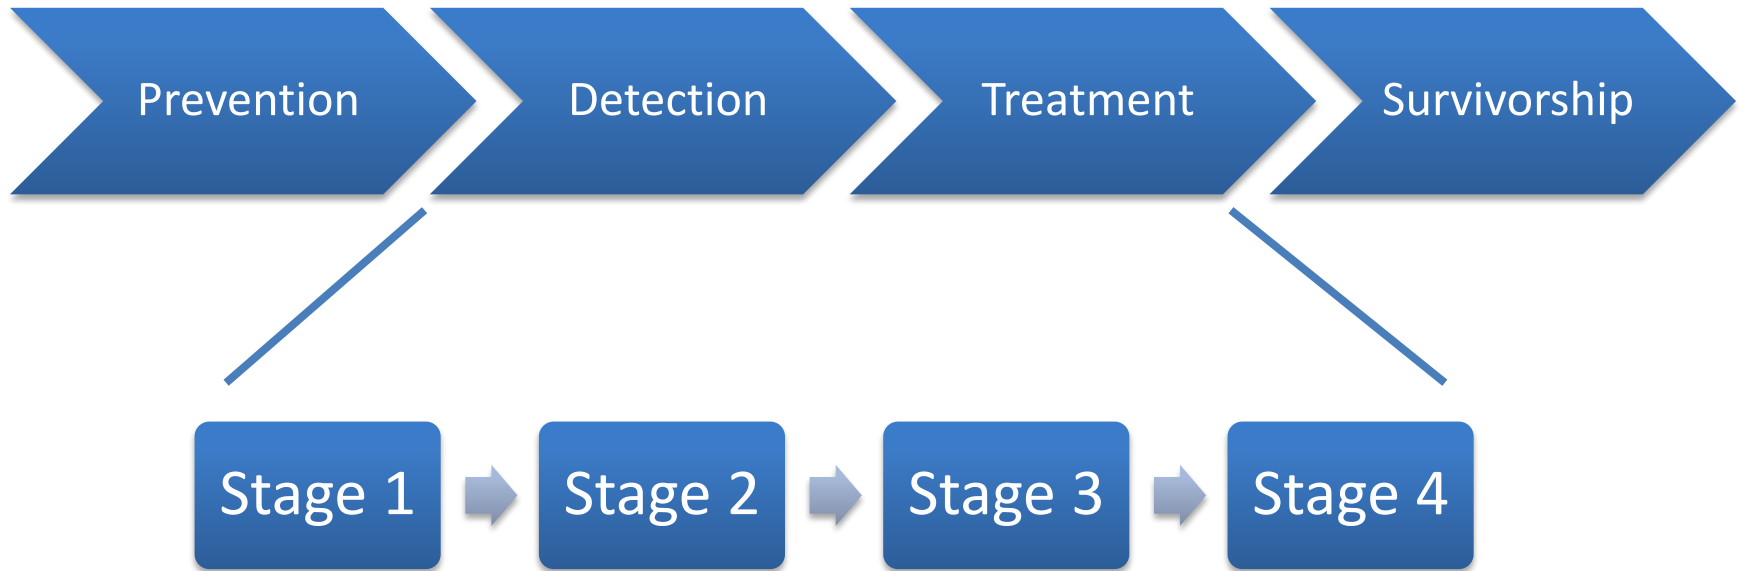 Prevention
Detection
Treatment
Survivorship
Stage 1
Stage 2
Stage 3
Stage 4